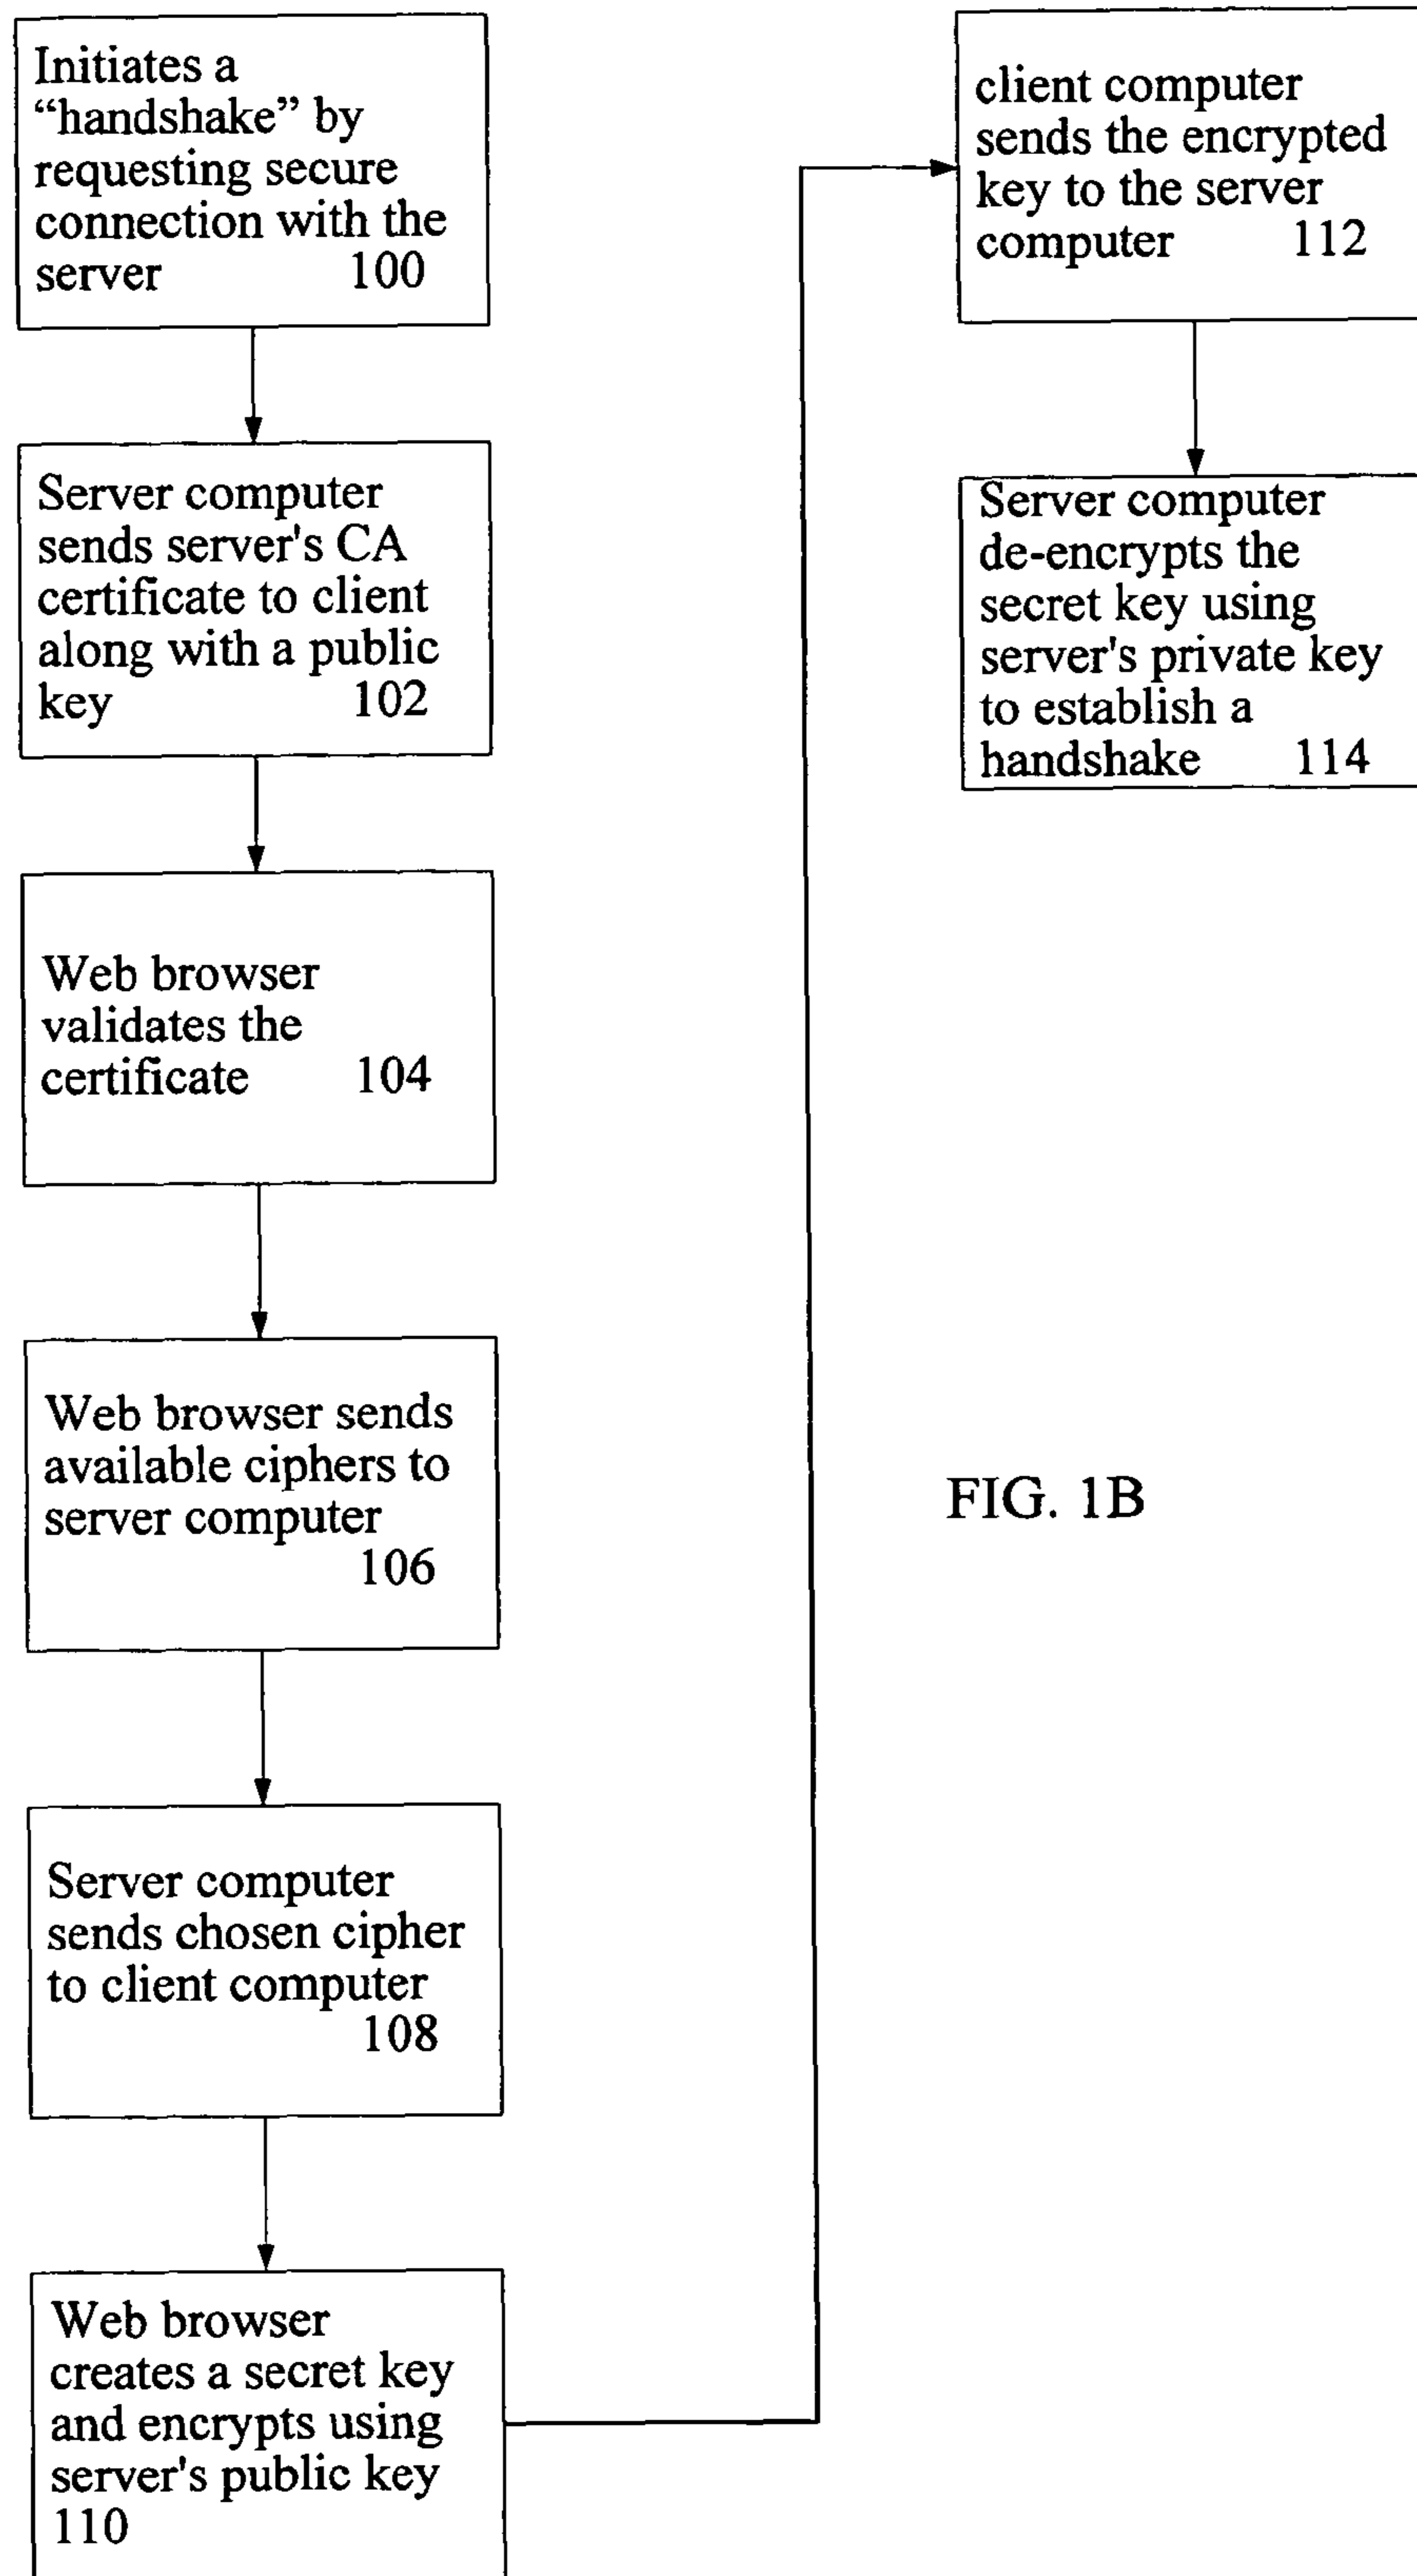 Initiates a
“handshake” by
requesting secure
connection with the
server 100
Server computer
sends server's CA
certificate to client
along with a public
key 102
Web browser
validates the
certificate 104
Web browser sends
available ciphers to
server computer
106
Server computer
sends chosen cipher
to client computer
108
Web browser
creates a secret key
and encrypts using
server's public key
110
client computer
sends the encrypted
key to the server
computer 112
Server computer
de-encrypts the
secret key using
server's private key
to establish a
handshake 114
FIG. 1B